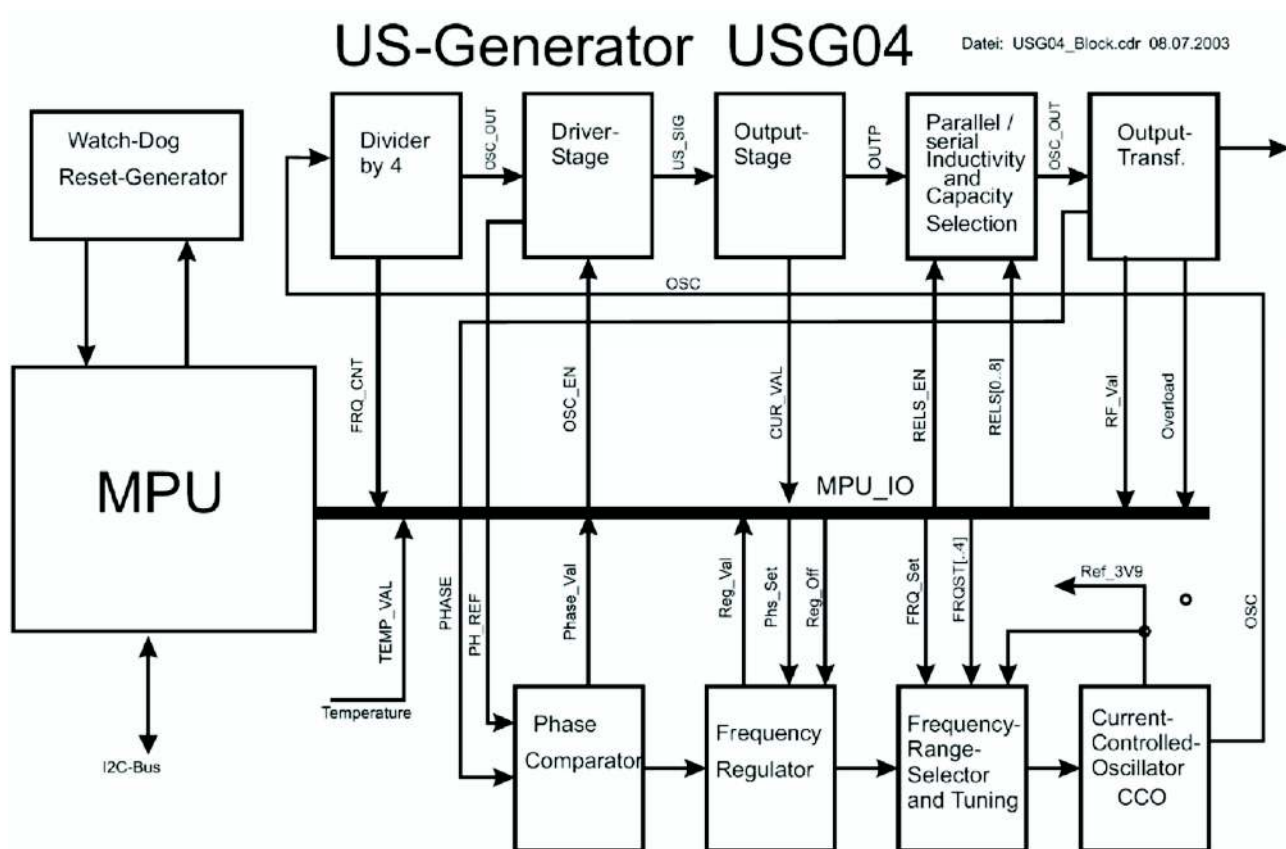 US-Generator USG04
Datei: USG04_Block.cdr 08.07.2003
Watch-Dog
Reset-Generator
Divider
by 4
OSC_OUT
Driver-
Stage
US_SIG
Output-
Stage
OUTP
Parallel /
serial
Inductivity
and
Capacity
Selection
OSC_OUT
Output-
Transf.
OSC
MPU
FRQ_CNT
OSC_EN
CUR_VAL
RELS_EN
RELS[0..8]
RF_Val
Overload
MPU_IO
TEMP_VAL
PHASE
PH_REF
Phase_Val
Reg_Val
Phs_Set
Reg_Off
FRQ_Set
FRQST[..4]
Ref_3V9
OSC
Temperature
I2C-Bus
Phase
Comparator
Frequency
Regulator
Frequency-
Range-
Selector
and Tuning
Current-
Controlled-
Oscillator
CCO